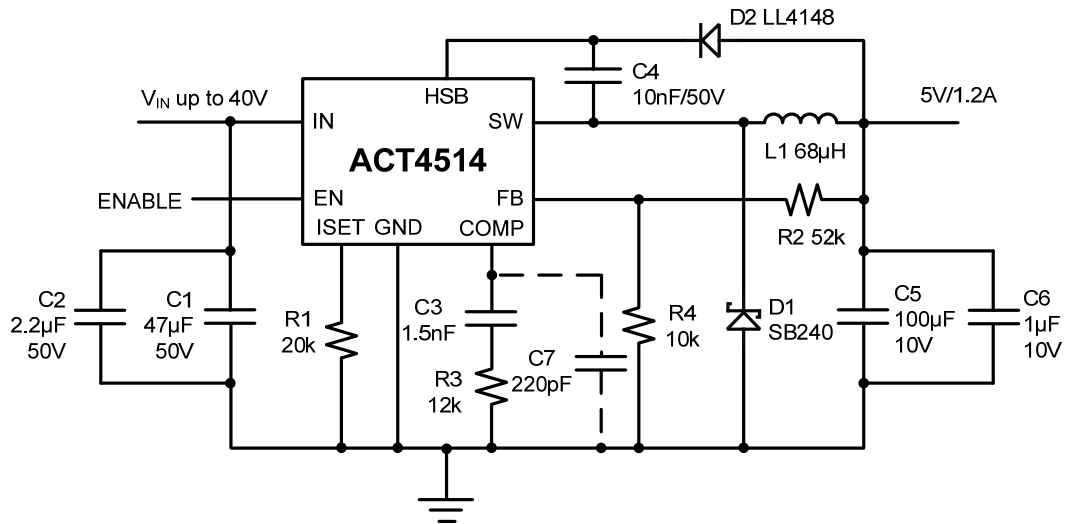 D2 LL4148
C4
10nF/50V
HSB
V_IN up to 40V
5V/1.2A
IN
SW
L1 68µH
ACT4514
ENABLE
EN
FB
R2 52k
ISET
GND
COMP
C2
2.2µF
50V
C1
47µF
50V
R1
20k
C3
1.5nF
R3
12k
C7
220pF
R4
10k
D1
SB240
C5
100µF
10V
C6
1µF
10V